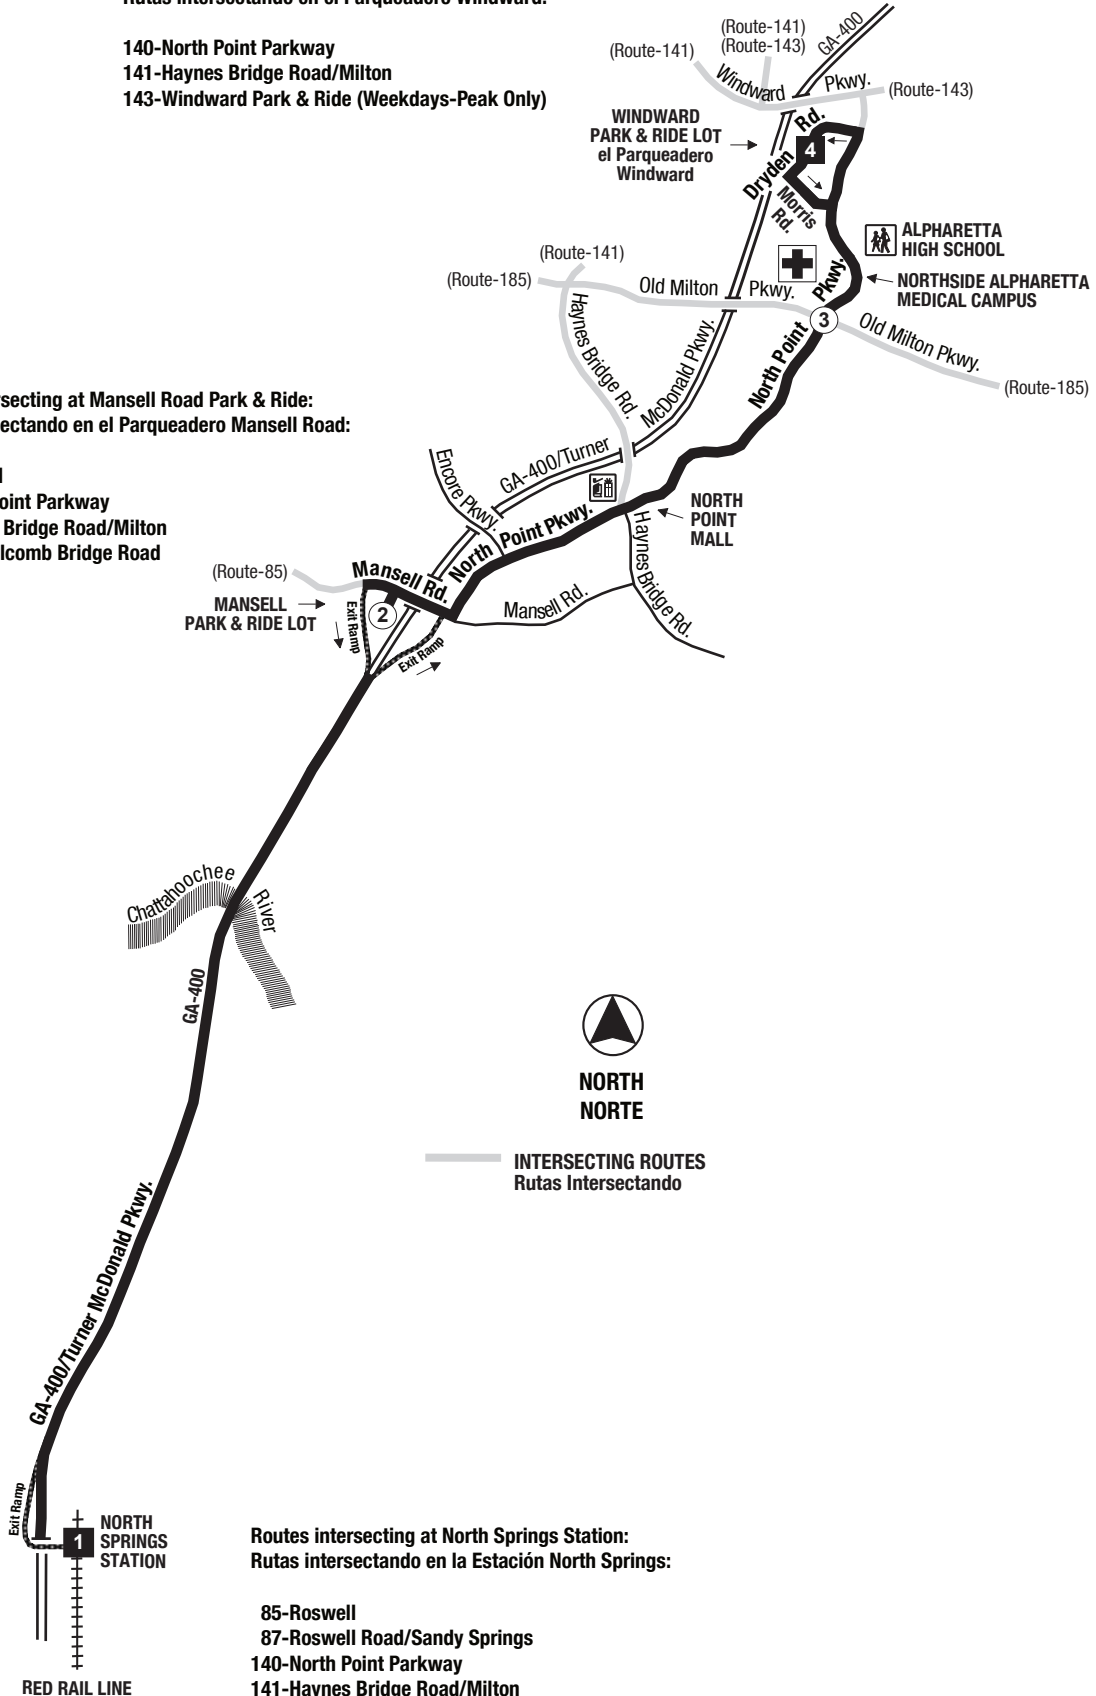 Rutas intersectando en el Parqueadero Windward:
140-North Point Parkway
141-Haynes Bridge Road/Milton
143-Windward Park & Ride (Weekdays-Peak Only)
(Route-141)
(Route-141)
(Route-143)
GA-400
Windward Pkwy.
(Route-143)
WINDWARD
PARK & RIDE LOT
el Parqueadero
Windward
Dryden Rd.
4
Morris
Rd.
ALPHARETTA
HIGH SCHOOL
NORTHSIDE ALPHARETTA
MEDICAL CAMPUS
(Route-141)
(Route-185)
Old Milton Pkwy.
3
Old Milton Pkwy.
(Route-185)
North Point Pkwy.
Haynes Bridge Rd.
GA-400/Turner McDonald Pkwy.
rsecting at Mansell Road Park & Ride:
ectando en el Parqueadero Mansell Road:
oint Parkway
Bridge Road/Milton
lcomb Bridge Road
Encore Pkwy.
North Point Pkwy.
NORTH
POINT
MALL
Haynes Bridge Rd.
(Route-85)
Mansell Rd.
MANSELL
PARK & RIDE LOT
2
Exit Ramp
Exit Ramp
Mansell Rd.
Chattahoochee River
GA-400
NORTH
NORTE
INTERSECTING ROUTES
Rutas Intersectando
GA-400/Turner McDonald Pkwy.
Exit Ramp
1
NORTH
SPRINGS
STATION
RED RAIL LINE
Routes intersecting at North Springs Station:
Rutas intersectando en la Estación North Springs:
85-Roswell
87-Roswell Road/Sandy Springs
140-North Point Parkway
141-Haynes Bridge Road/Milton